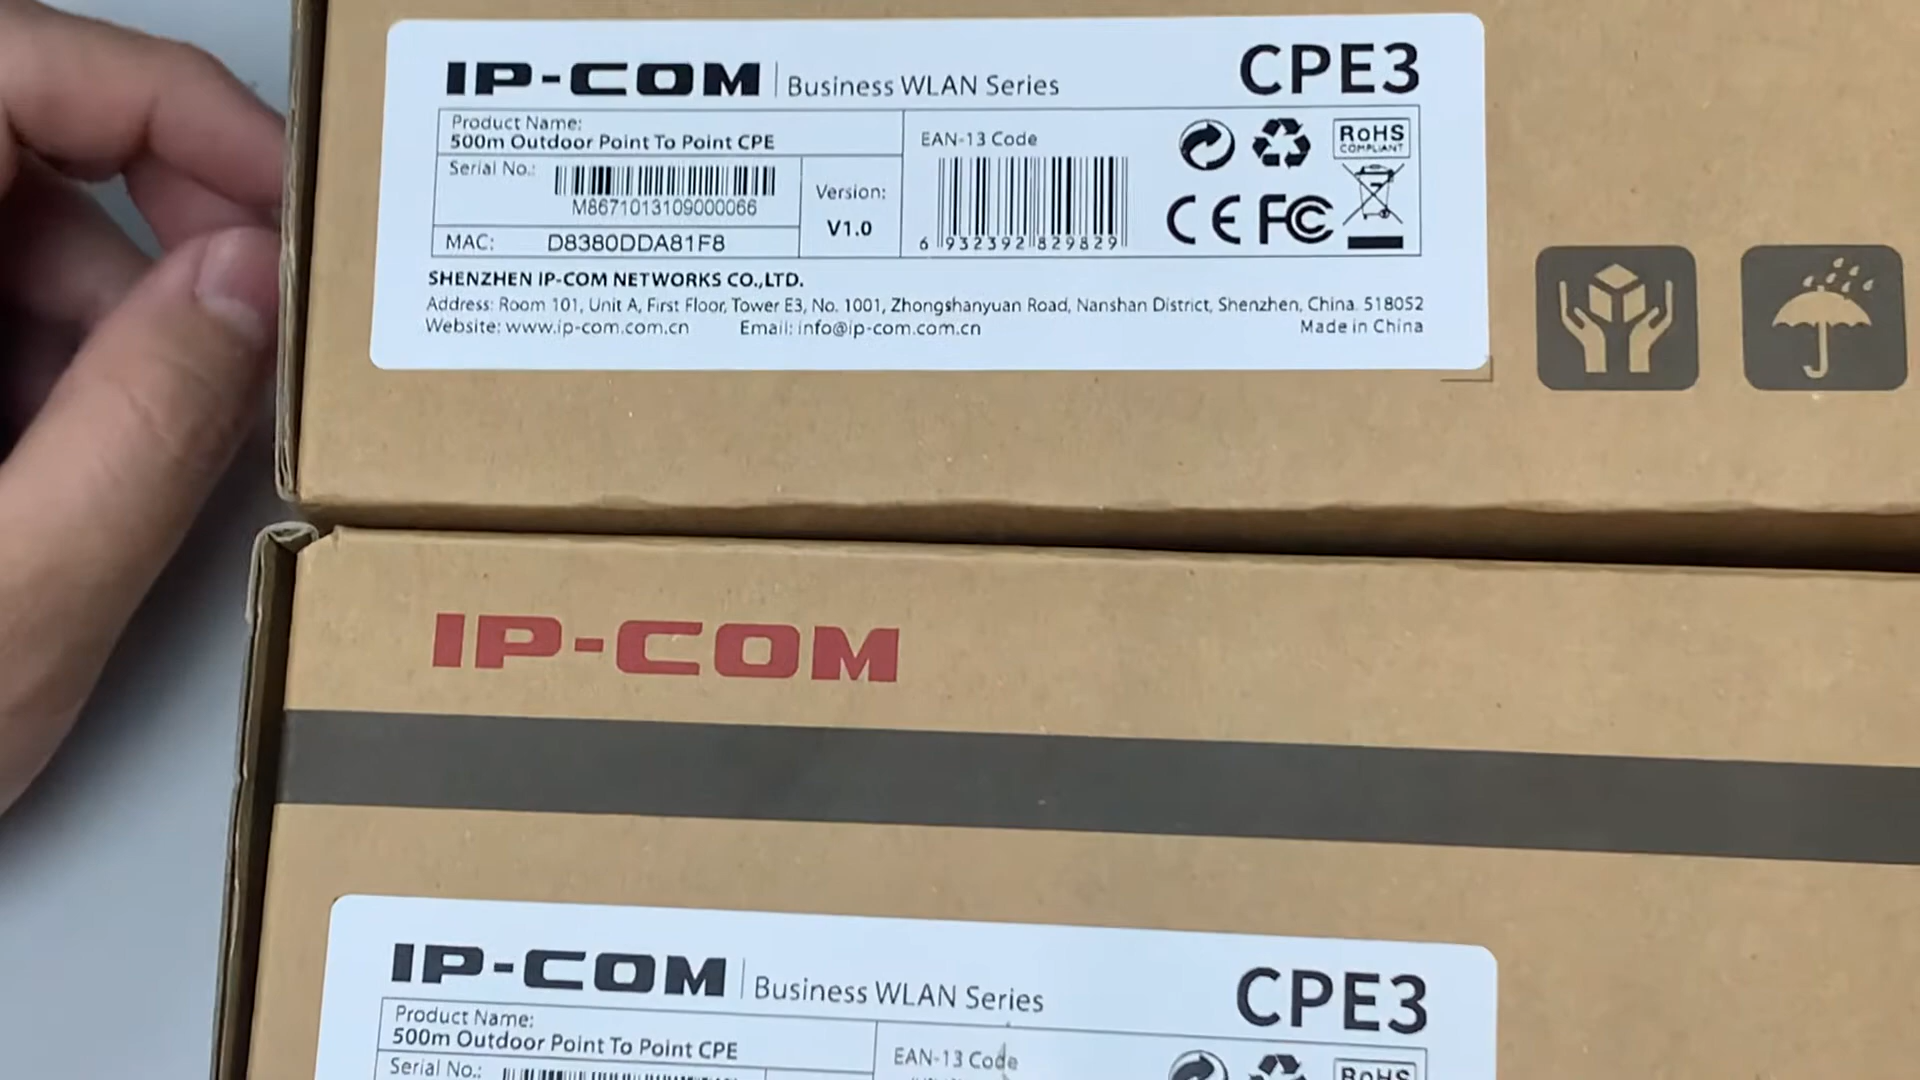 IP-COM Business WLAN Series CPE3
Product Name:
500m Outdoor Point To Point CPE
EAN-13 Code
RoHS
COMPLIANT
Serial No.:
M8671013109000066
Version:
V1.0
MAC: D8380DDA81F8
6 932392 829829
CE FC
SHENZHEN IP-COM NETWORKS CO.,LTD.
Address: Room 101, Unit A, First Floor, Tower E3, No. 1001, Zhongshanyuan Road, Nanshan District, Shenzhen, China. 518052
Website: www.ip-com.com.cn Email: info@ip-com.com.cn Made in China
IP-COM
IP-COM Business WLAN Series CPE3
Product Name:
500m Outdoor Point To Point CPE
EAN-13 Code
Serial No.:
RoHS